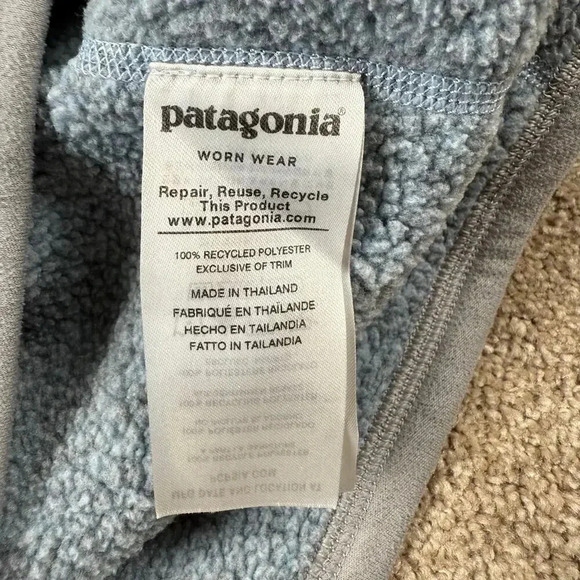 patagonia®
WORN WEAR
Repair, Reuse, Recycle
This Product
www.patagonia.com
100% RECYCLED POLYESTER
EXCLUSIVE OF TRIM
MADE IN THAILAND
FABRIQUÉ EN THAÏLANDE
HECHO EN TAILANDIA
FATTO IN TAILANDIA